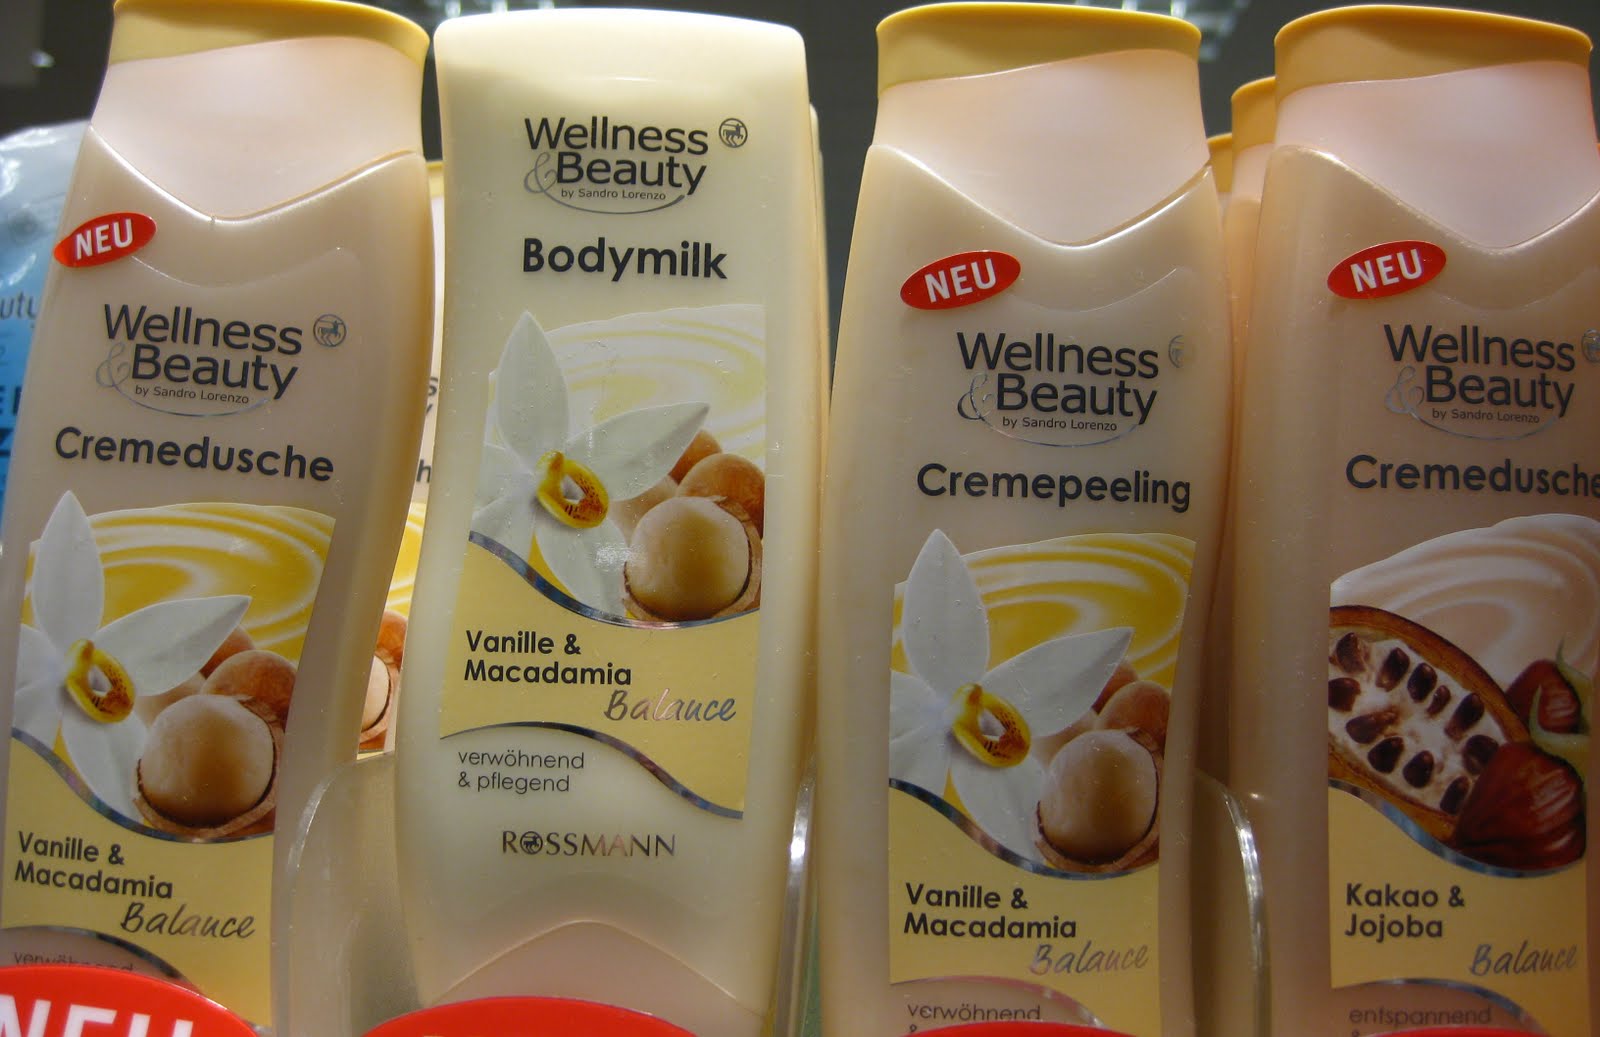 NEU
Wellness
& Beauty
by Sandro Lorenzo
Cremedusche
Vanille &
Macadamia
Balance
verwöhnend
NEU
Wellness
& Beauty
by Sandro Lorenzo
Bodymilk
Vanille &
Macadamia
Balance
verwöhnend
& pflegend
ROSSMANN
NEU
Wellness
& Beauty
by Sandro Lorenzo
Cremepeeling
Vanille &
Macadamia
Balance
verwöhnend
&
NEU
Wellness
& Beauty
by Sandro Lorenzo
Cremedusche
Kakao &
Jojoba
Balance
entspannend